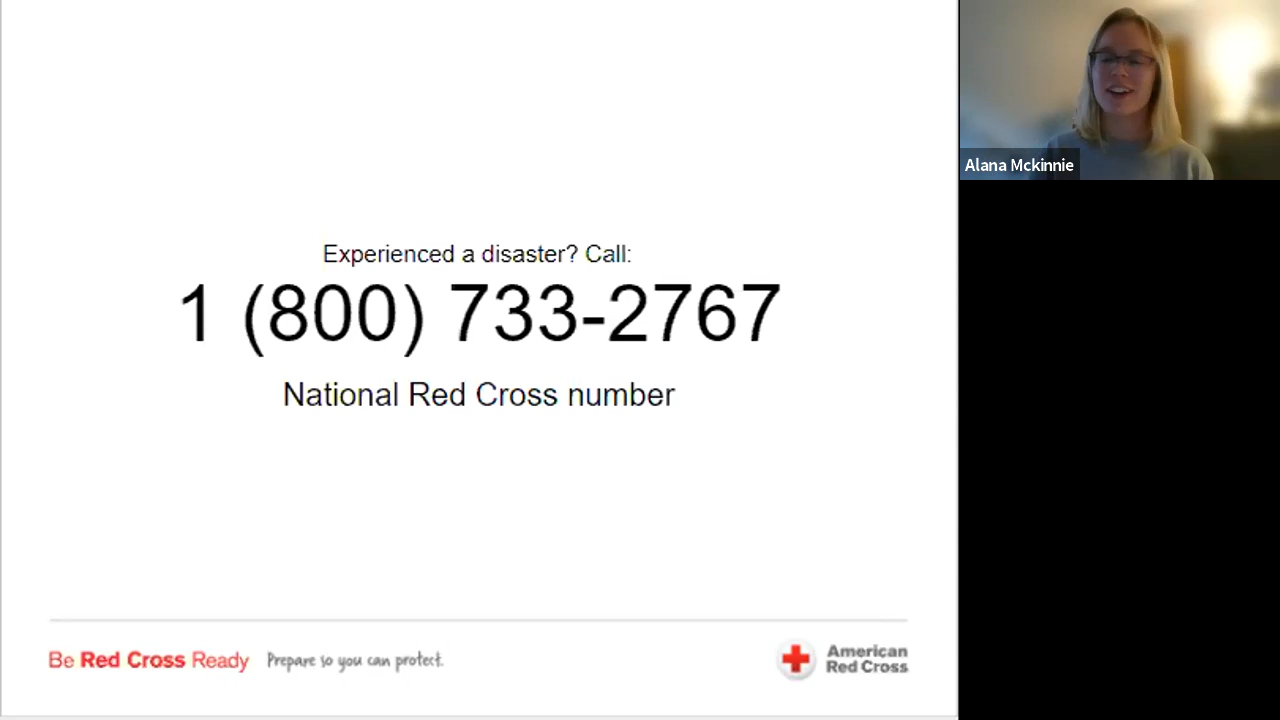 Experienced a disaster? Call:
1 (800) 733-2767
National Red Cross number
Be Red Cross Ready Prepare so you can protect.
American
Red Cross
Alana Mckinnie